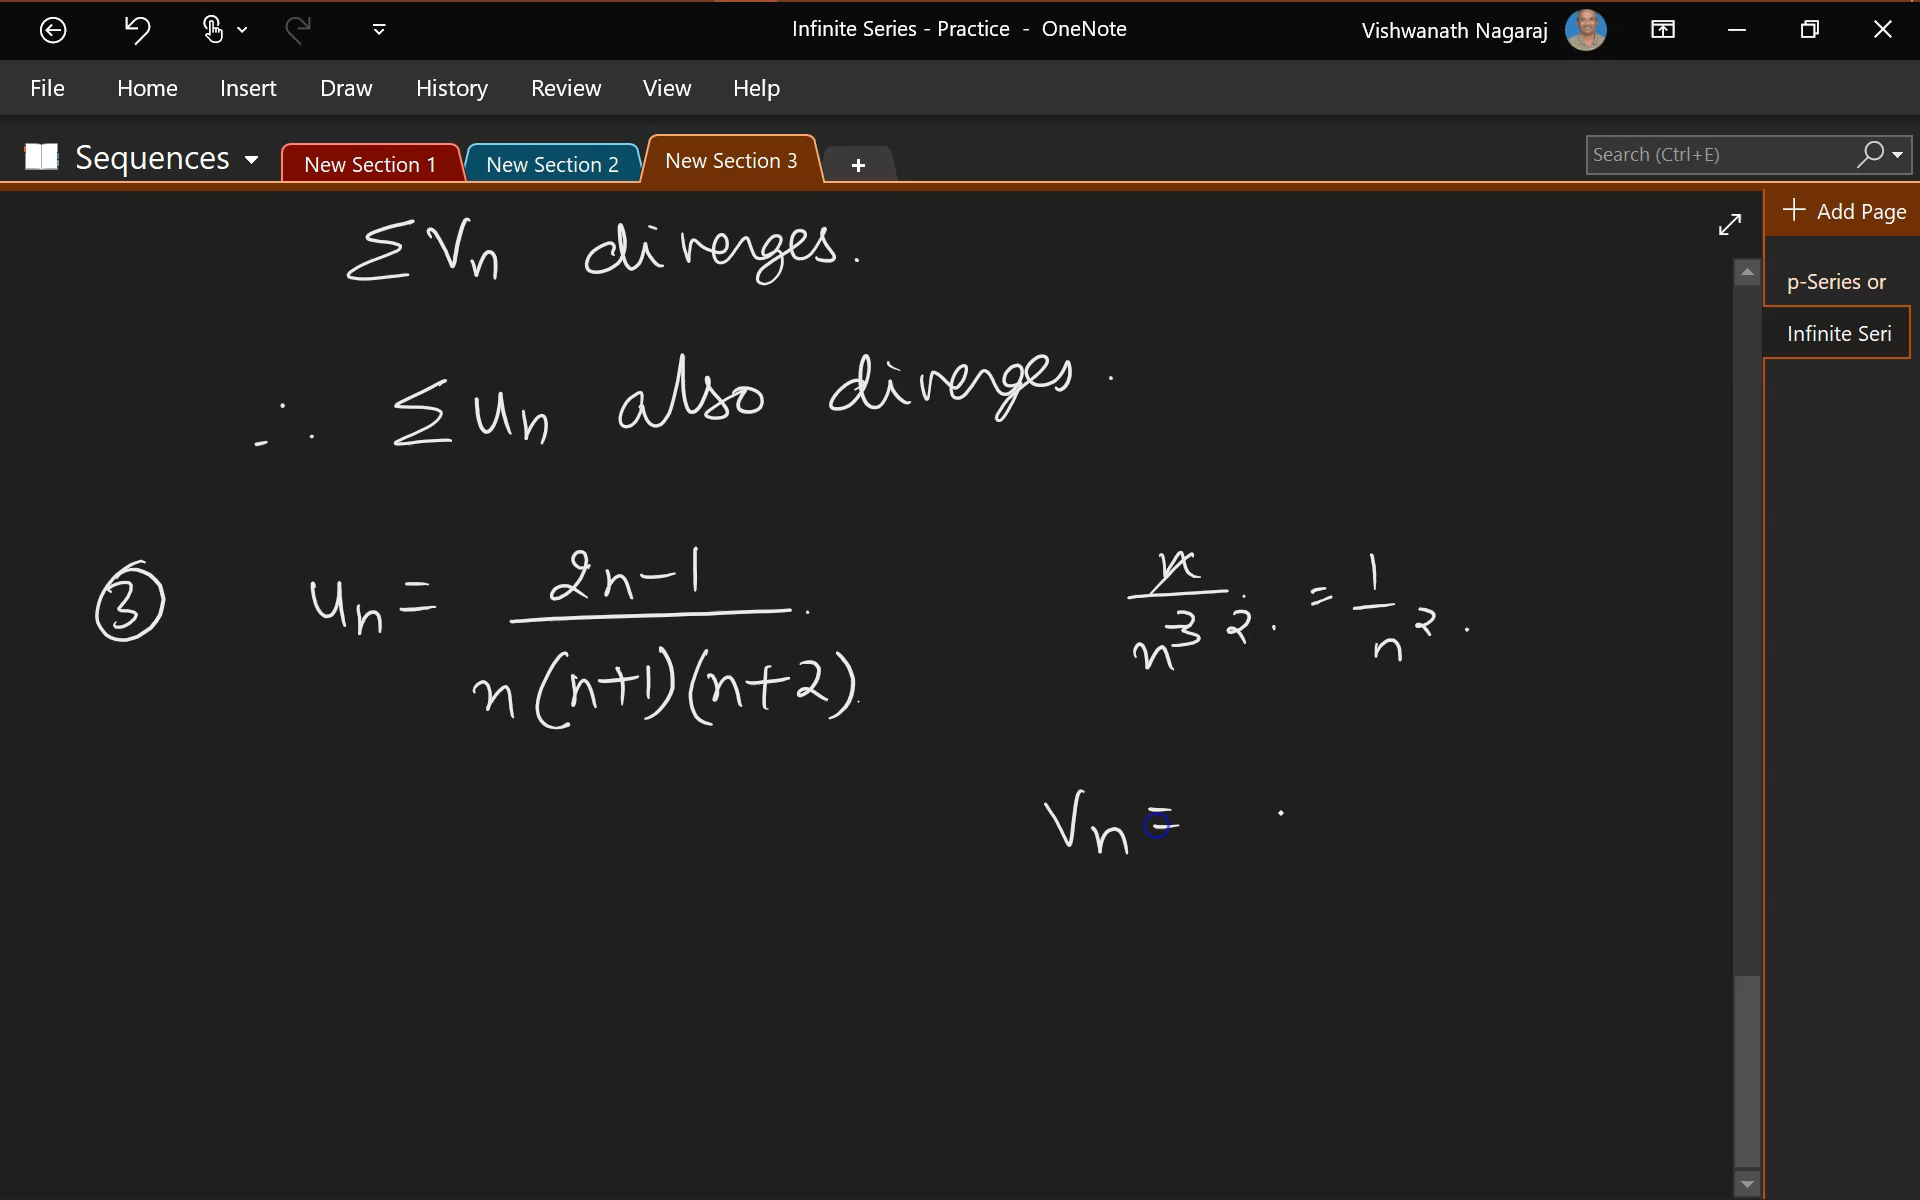 Infinite Series - Practice - OneNote
Vishwanath Nagaraj
File Home Insert Draw History Review View Help
Sequences New Section 1 New Section 2 New Section 3 +
Search (Ctrl+E)
+ Add Page
p-Series or
Infinite Seri
ΣVn diverges.
∴ Σun also diverges.
③ un = (2n-1)/(n(n+1)(n+2)) n/n³ 2. = 1/n².
Vn =